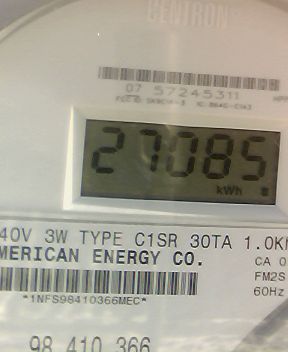 CENTRON
07 57245311
27085
kWh
40V 3W TYPE C1SR 30TA 1.0K
MERICAN ENERGY CO.
CA 0
FM2S
60Hz
*1NFS98410366MEC*
98 410 366